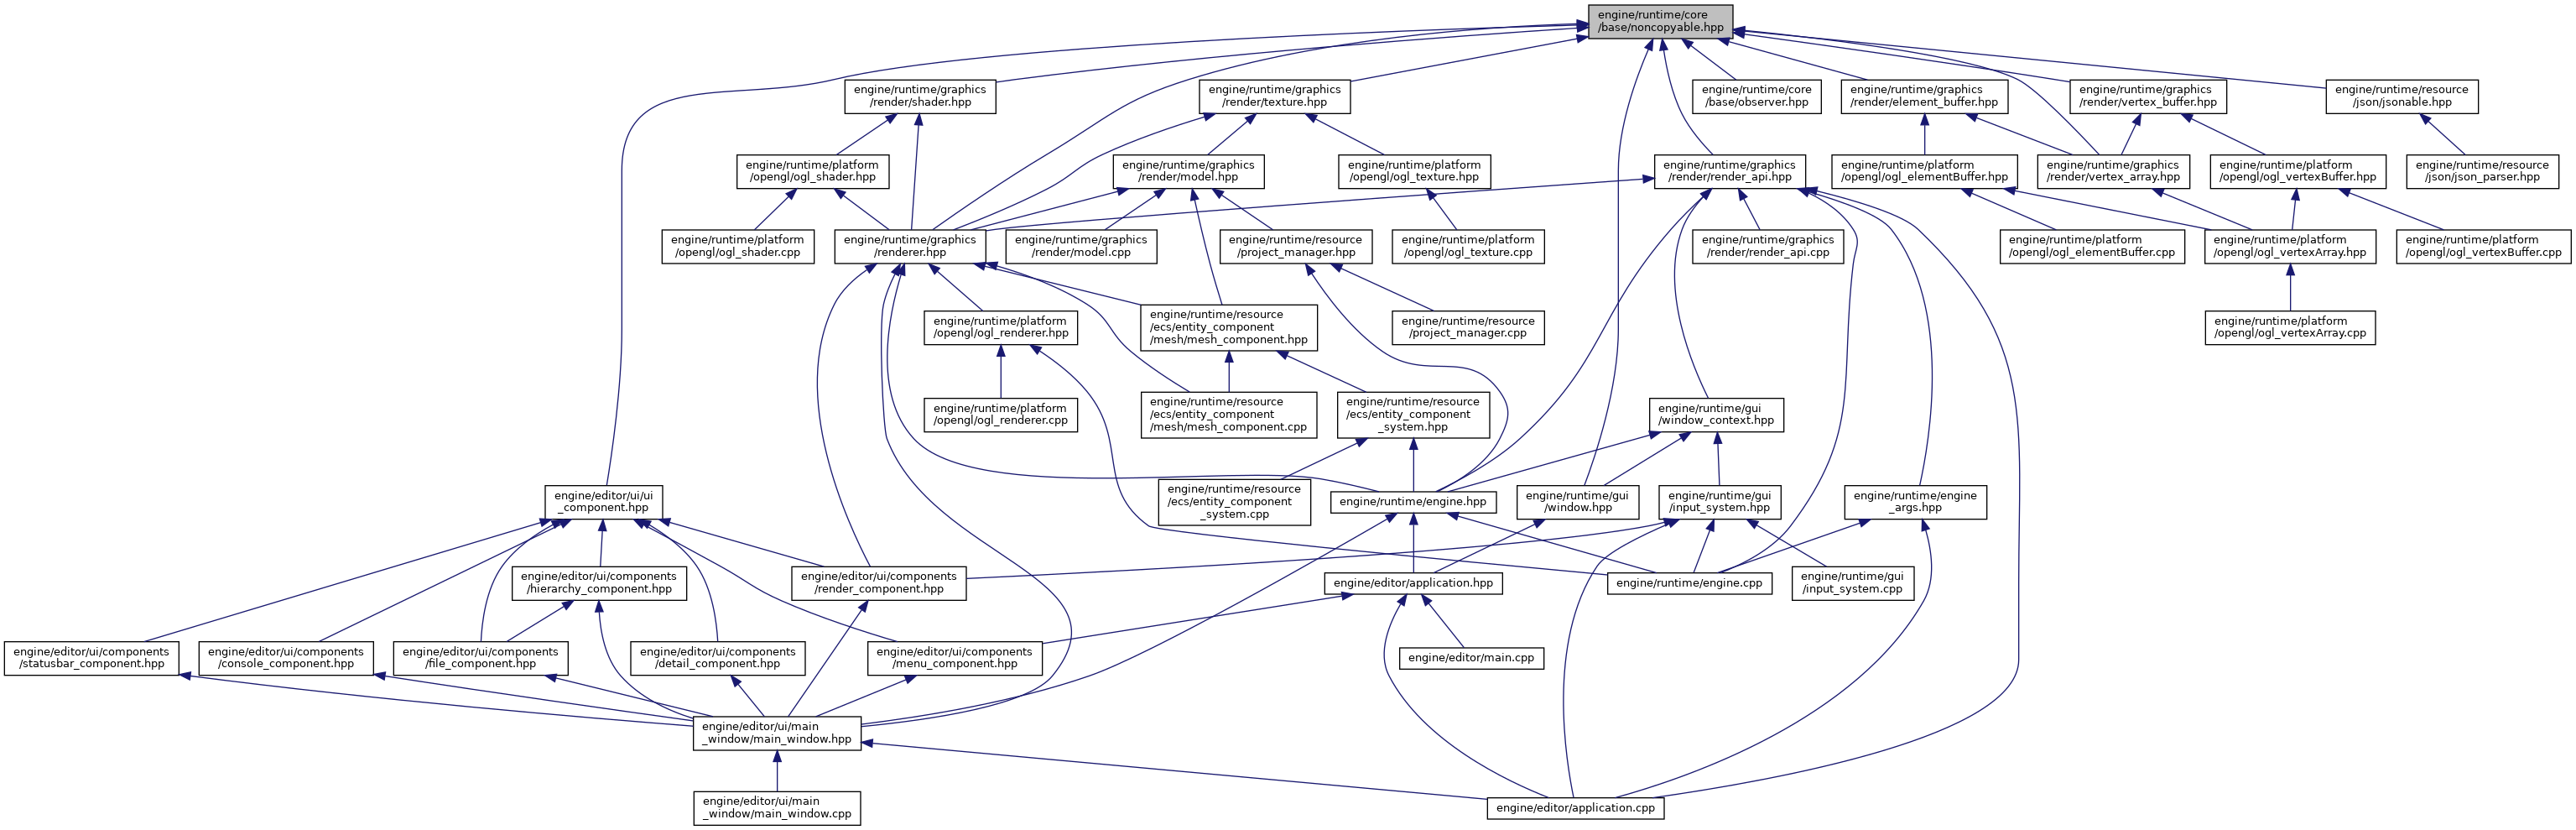 engine/runtime/core
/base/noncopyable.hpp
engine/runtime/graphics
/render/shader.hpp
engine/runtime/graphics
/render/texture.hpp
engine/runtime/core
/base/observer.hpp
engine/runtime/graphics
/render/element_buffer.hpp
engine/runtime/graphics
/render/vertex_buffer.hpp
engine/runtime/resource
/json/jsonable.hpp
engine/runtime/platform
/opengl/ogl_shader.hpp
engine/runtime/graphics
/render/model.hpp
engine/runtime/platform
/opengl/ogl_texture.hpp
engine/runtime/graphics
/render/render_api.hpp
engine/runtime/platform
/opengl/ogl_elementBuffer.hpp
engine/runtime/graphics
/render/vertex_array.hpp
engine/runtime/platform
/opengl/ogl_vertexBuffer.hpp
engine/runtime/resource
/json/json_parser.hpp
engine/runtime/platform
/opengl/ogl_shader.cpp
engine/runtime/graphics
/renderer.hpp
engine/runtime/graphics
/render/model.cpp
engine/runtime/resource
/project_manager.hpp
engine/runtime/platform
/opengl/ogl_texture.cpp
engine/runtime/graphics
/render/render_api.cpp
engine/runtime/platform
/opengl/ogl_elementBuffer.cpp
engine/runtime/platform
/opengl/ogl_vertexArray.hpp
engine/runtime/platform
/opengl/ogl_vertexBuffer.cpp
engine/runtime/platform
/opengl/ogl_renderer.hpp
engine/runtime/resource
/ecs/entity_component
/mesh/mesh_component.hpp
engine/runtime/resource
/project_manager.cpp
engine/runtime/platform
/opengl/ogl_vertexArray.cpp
engine/runtime/platform
/opengl/ogl_renderer.cpp
engine/runtime/resource
/ecs/entity_component
/mesh/mesh_component.cpp
engine/runtime/resource
/ecs/entity_component
_system.hpp
engine/runtime/gui
/window_context.hpp
engine/editor/ui/ui
_component.hpp
engine/runtime/resource
/ecs/entity_component
_system.cpp
engine/runtime/engine.hpp
engine/runtime/gui
/window.hpp
engine/runtime/gui
/input_system.hpp
engine/runtime/engine
_args.hpp
engine/editor/ui/components
/hierarchy_component.hpp
engine/editor/ui/components
/render_component.hpp
engine/editor/application.hpp
engine/runtime/engine.cpp
engine/runtime/gui
/input_system.cpp
engine/editor/ui/components
/statusbar_component.hpp
engine/editor/ui/components
/console_component.hpp
engine/editor/ui/components
/file_component.hpp
engine/editor/ui/components
/detail_component.hpp
engine/editor/ui/components
/menu_component.hpp
engine/editor/main.cpp
engine/editor/ui/main
_window/main_window.hpp
engine/editor/ui/main
_window/main_window.cpp
engine/editor/application.cpp